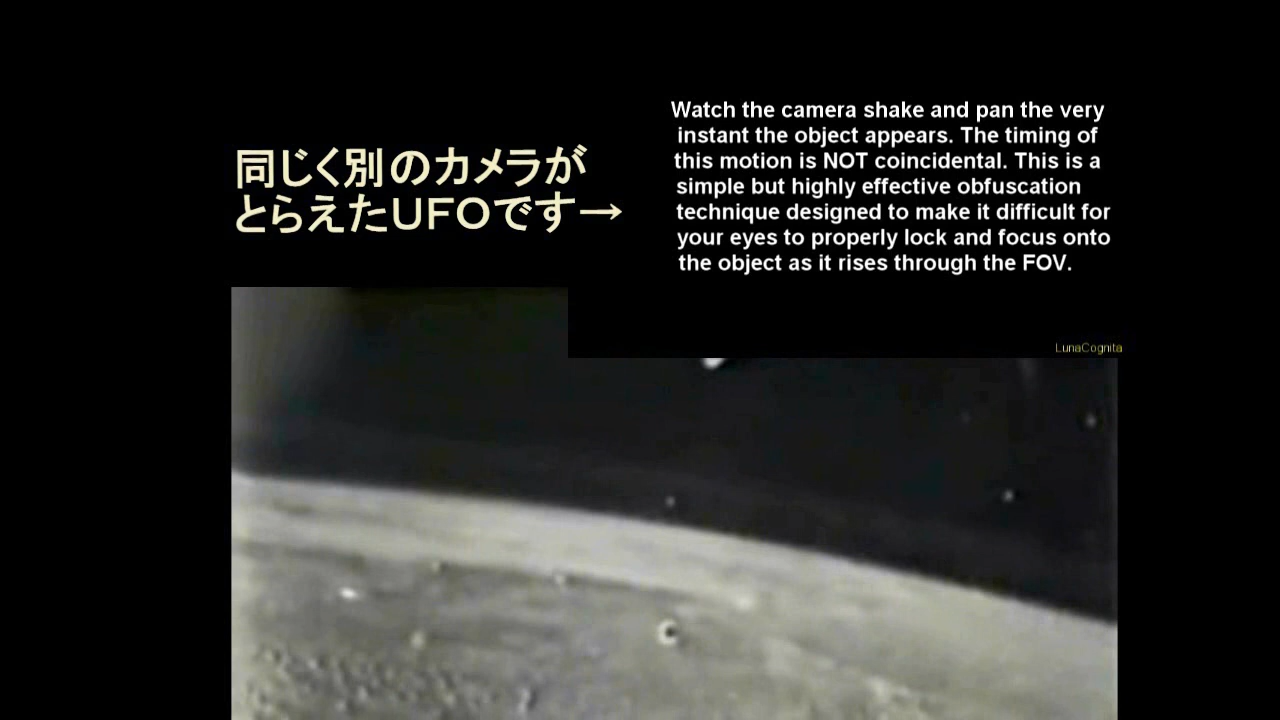 同じく別のカメラが
とらえたUFOです→
Watch the camera shake and pan the very
instant the object appears. The timing of
this motion is NOT coincidental. This is a
simple but highly effective obfuscation
technique designed to make it difficult for
your eyes to properly lock and focus onto
the object as it rises through the FOV.
LunaCognita